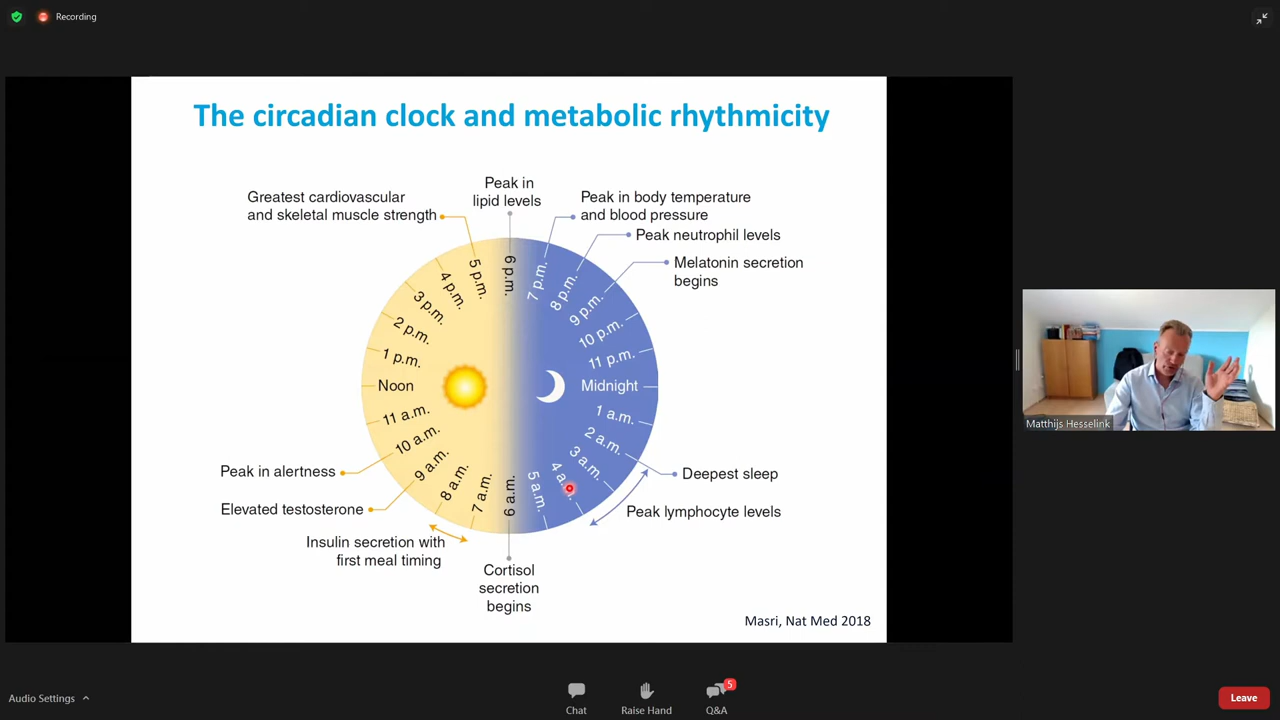 Recording
The circadian clock and metabolic rhythmicity
Peak in
lipid levels
Greatest cardiovascular
and skeletal muscle strength
Peak in body temperature
and blood pressure
Peak neutrophil levels
Melatonin secretion
begins
6 p.m.
5 p.m.
7 p.m.
4 p.m.
8 p.m.
3 p.m.
9 p.m.
2 p.m.
10 p.m.
1 p.m.
11 p.m.
Noon
Midnight
11 a.m.
1 a.m.
10 a.m.
2 a.m.
9 a.m.
3 a.m.
8 a.m.
4 a.m.
7 a.m.
5 a.m.
6 a.m.
Peak in alertness
Deepest sleep
Elevated testosterone
Peak lymphocyte levels
Insulin secretion with
first meal timing
Cortisol
secretion
begins
Masri, Nat Med 2018
Matthijs Hesselink
Audio Settings
Chat
Raise Hand
5
Q&A
Leave